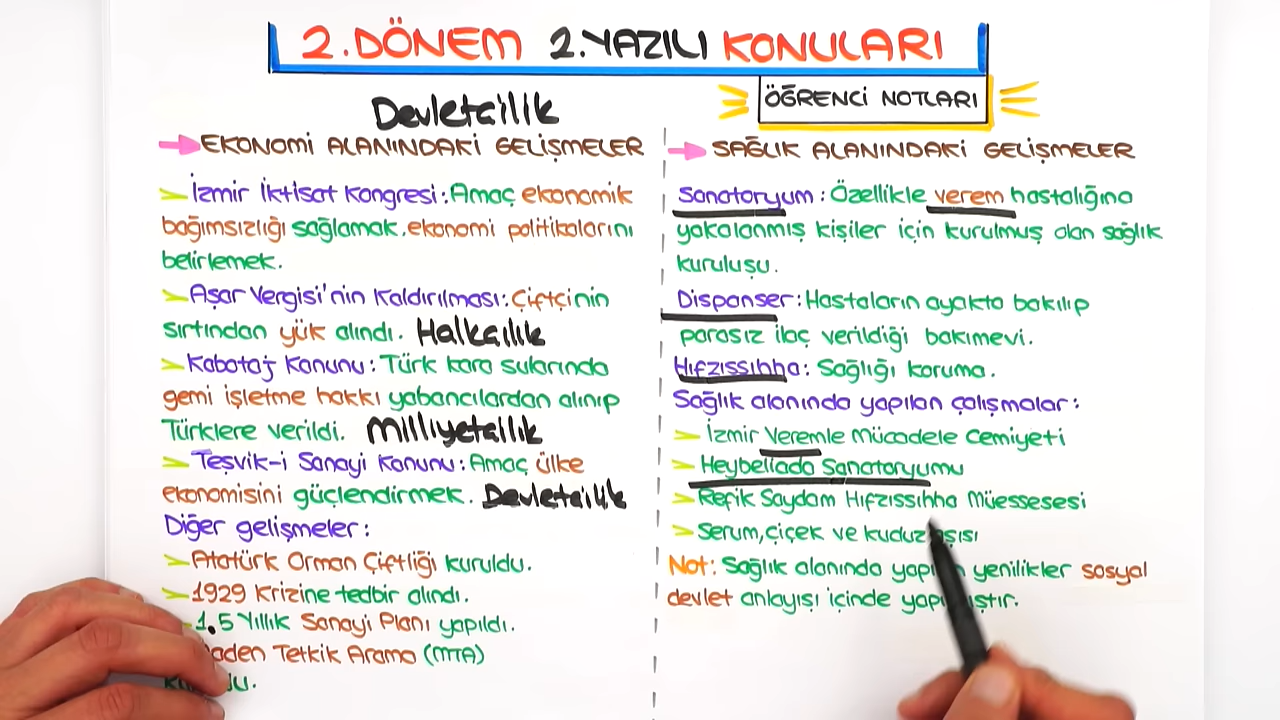 2.DÖNEM 2.YAZILI KONULARI
ÖĞRENCİ NOTLARI
Devletçilik
EKONOMİ ALANINDAKİ GELİŞMELER
➤ İzmir İktisat Kongresi: Amaç ekonomik
bağımsızlığı sağlamak.ekonomi politikalarını
belirlemek.
➤ Aşar Vergisi'nin Kaldırılması: Çiftçinin
sırtından yük alındı. Halkçılık
➤ Kabotaj Kanunu: Türk kara sularında
gemi işletme hakkı yabancılardan alınıp
Türklere verildi. Milliyetçilik
➤ Teşvik-i Sanayi Kanunu: Amaç ülke
ekonomisini güçlendirmek. Devletçilik
Diğer gelişmeler:
➤ Atatürk Orman Çiftliği kuruldu.
➤ 1929 Krizine tedbir alındı.
1.5 Yıllık Sanayi Planı yapıldı.
Tetkik Arama (MTA)
SAĞLIK ALANINDAKİ GELİŞMELER
Sanatoryum: Özellikle verem hastalığına
yakalanmış kişiler için kurulmuş olan sağlık
kuruluşu.
Dispanser: Hastaların ayakta bakılıp
parasız ilaç verildiği bakımevi.
Hıfzıssıhha: Sağlığı koruma.
Sağlık alanında yapılan çalışmalar:
➤ İzmir Veremle Mücadele Cemiyeti
➤ Heybeliada Sanatoryumu
➤ Refik Saydam Hıfzıssıhha Müessesesi
➤ Serum, çiçek ve kuduz aşısı
Not: Sağlık alanında yapılan yenilikler sosyal
devlet anlayışı içinde yapılmıştır.